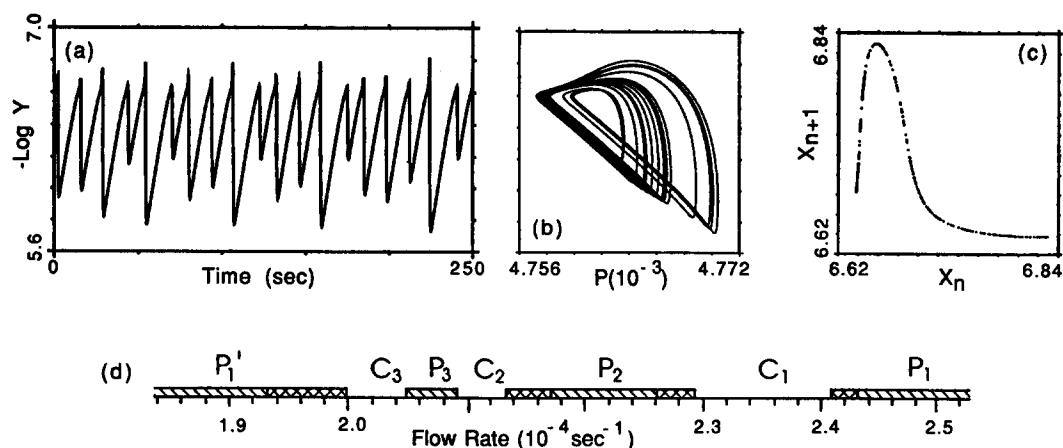 (a)
7.0
-Log Y
5.6
0
Time (sec)
250
(b)
4.756
P(10⁻³)
4.772
(c)
6.84
Xn+1
6.62
6.62
Xn
6.84
(d)
P₁' C₃ P₃ C₂ P₂ C₁ P₁
1.9 2.0 2.3 2.4 2.5
Flow Rate (10⁻⁴ sec⁻¹)